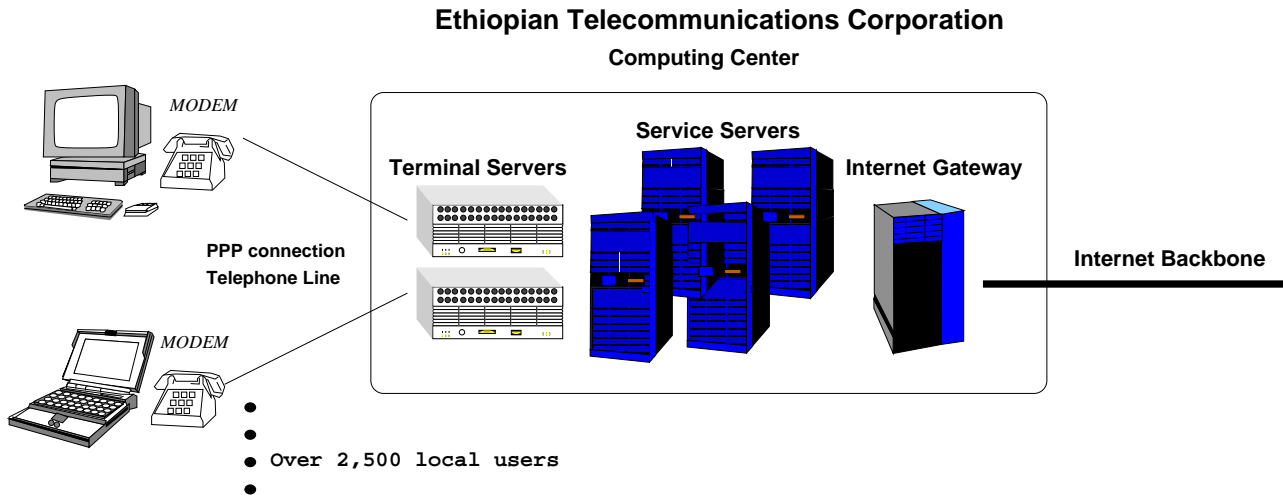 Ethiopian Telecommunications Corporation
Computing Center
MODEM
Service Servers
Terminal Servers
Internet Gateway
PPP connection
Telephone Line
Internet Backbone
MODEM
Over 2,500 local users